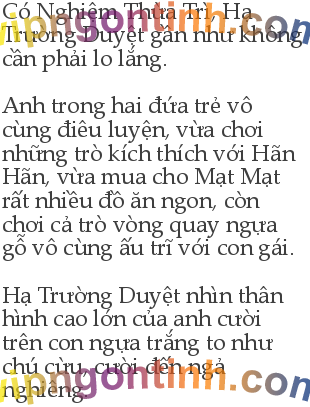 Có Nghiêm Thừa Trì, Hạ
Trường Duyệt gần như không
cần phải lo lắng.
Anh trong hai đứa trẻ vô
cùng điêu luyện, vừa chơi
những trò kích thích với Hãn
Hãn, vừa mua cho Mạt Mạt
rất nhiều đồ ăn ngon, còn
chơi cả trò vòng quay ngựa
gỗ vô cùng ấu trĩ với con gái.
Hạ Trường Duyệt nhìn thân
hình cao lớn của anh cười
trên con ngựa trắng to như
chú cừu, cười đến ngả
nghiêng.
vipngontinh.com
vipngontinh.com